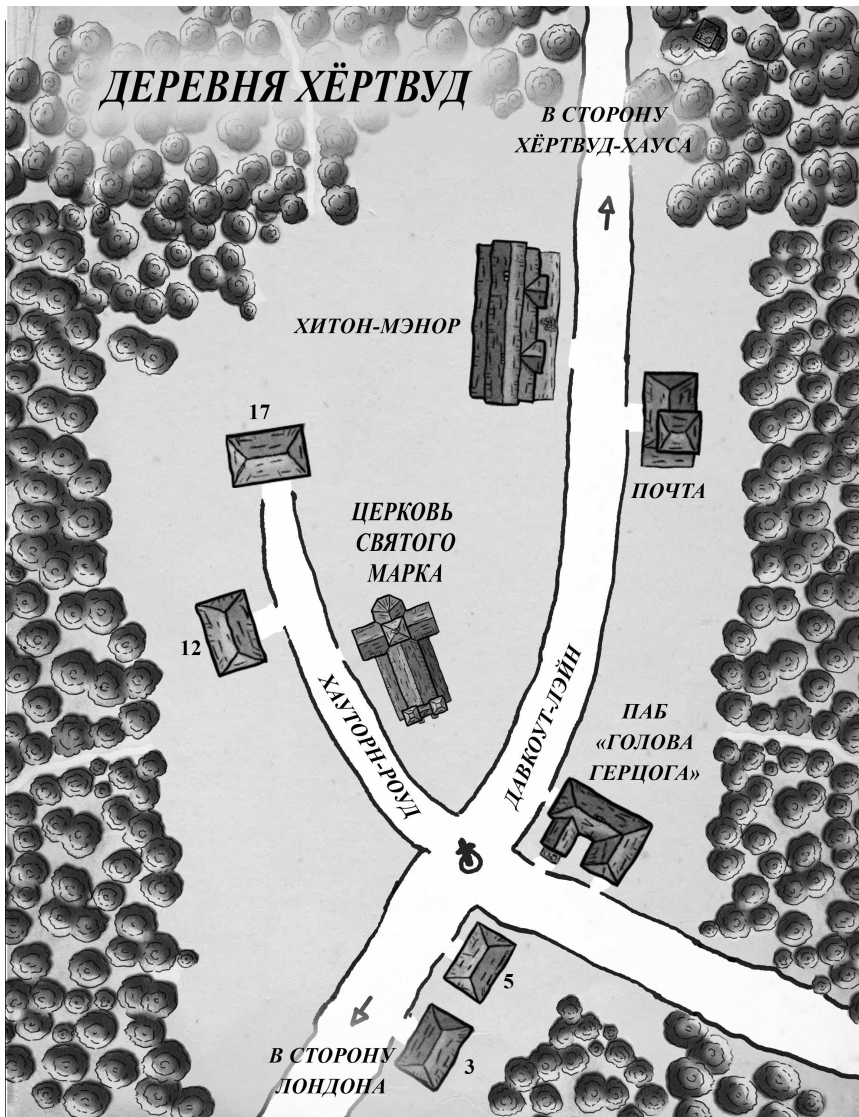 ДЕРЕВНЯ ХЁРТВУД
В СТОРОНУ
ХЁРТВУД-ХАУСА
ХИТОН-МЭНОР
17
ПОЧТА
ЦЕРКОВЬ
СВЯТОГО
МАРКА
12
ХАУТОРН-РОУД
ДАВКОУТ-ЛЭЙН
ПАБ
«ГОЛОВА
ГЕРЦОГА»
5
В СТОРОНУ
ЛОНДОНА
3